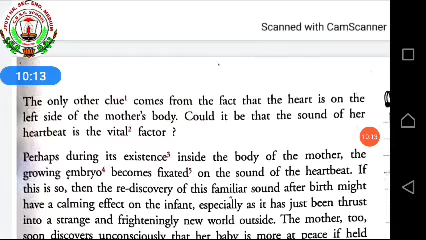 Scanned with CamScanner
10:13
The only other clue¹ comes from the fact that the heart is on the
left side of the mother's body. Could it be that the sound of her
heartbeat is the vital² factor ?
10:13
Perhaps during its existence³ inside the body of the mother, the
growing embryo⁴ becomes fixated⁵ on the sound of the heartbeat. If
this is so, then the re-discovery of this familiar sound after birth might
have a calming effect on the infant, especially as it has just been thrust
into a strange and frighteningly new world outside. The mother, too,
soon discovers unconsciously that her baby is more at peace if held